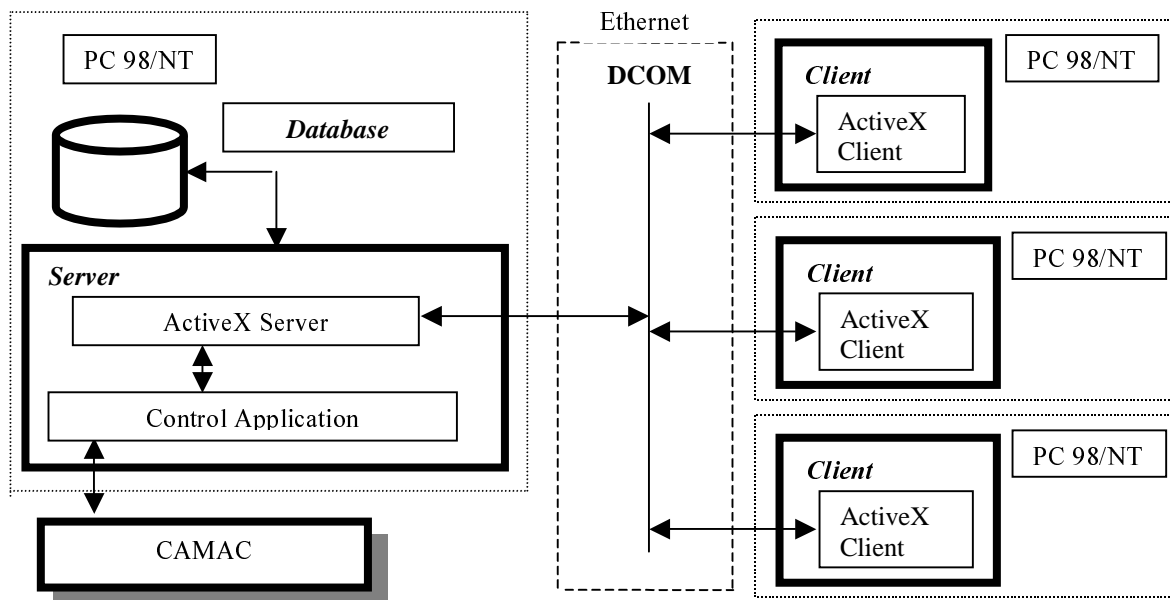 Ethernet
PC 98/NT
Database
Server
ActiveX Server
Control Application
CAMAC
DCOM
Client
ActiveX
Client
PC 98/NT
Client
ActiveX
Client
PC 98/NT
Client
ActiveX
Client
PC 98/NT